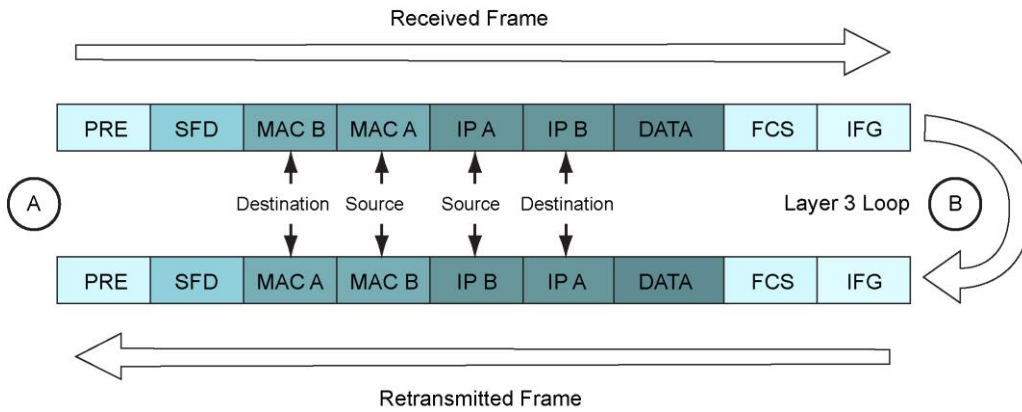 Received Frame
PRE SFD MAC B MAC A IP A IP B DATA FCS IFG
A Destination Source Source Destination Layer 3 Loop B
PRE SFD MAC A MAC B IP B IP A DATA FCS IFG
Retransmitted Frame